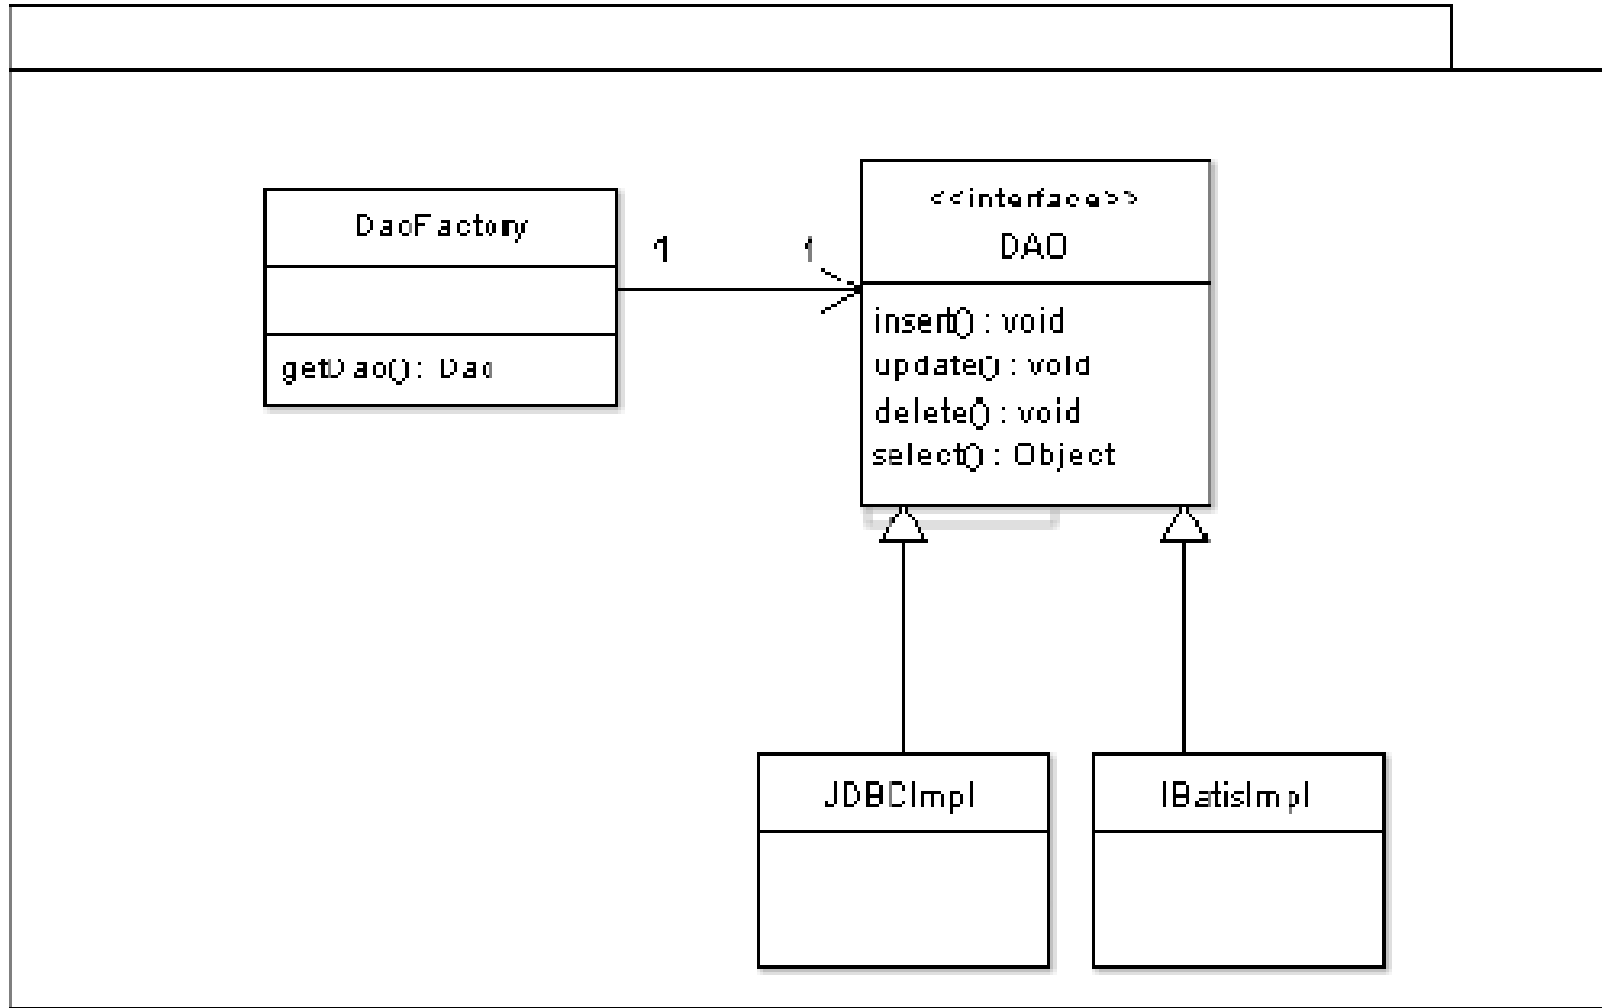 DaoFactory
getDao() : Dao
1
1
<<interface>>
DAO
insert() : void
update() : void
delete() : void
select() : Object
JDBCImpl
IBatisImpl